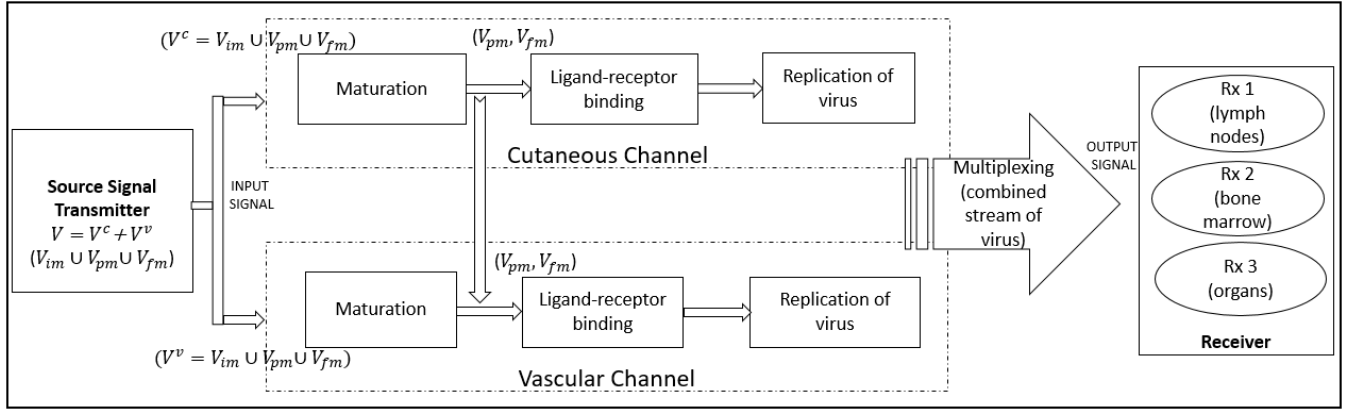 (V^c = V_im ∪ V_pm ∪ V_fm)
(V_pm, V_fm)
Maturation
Ligand-receptor
binding
Replication of
virus
Cutaneous Channel
Source Signal
Transmitter
V = V^c + V^v
(V_im ∪ V_pm ∪ V_fm)
INPUT
SIGNAL
Multiplexing
(combined
stream of
virus)
OUTPUT
SIGNAL
Rx 1
(lymph
nodes)
Rx 2
(bone
marrow)
Rx 3
(organs)
Receiver
(V_pm, V_fm)
Maturation
Ligand-receptor
binding
Replication of
virus
(V^v = V_im ∪ V_pm ∪ V_fm)
Vascular Channel